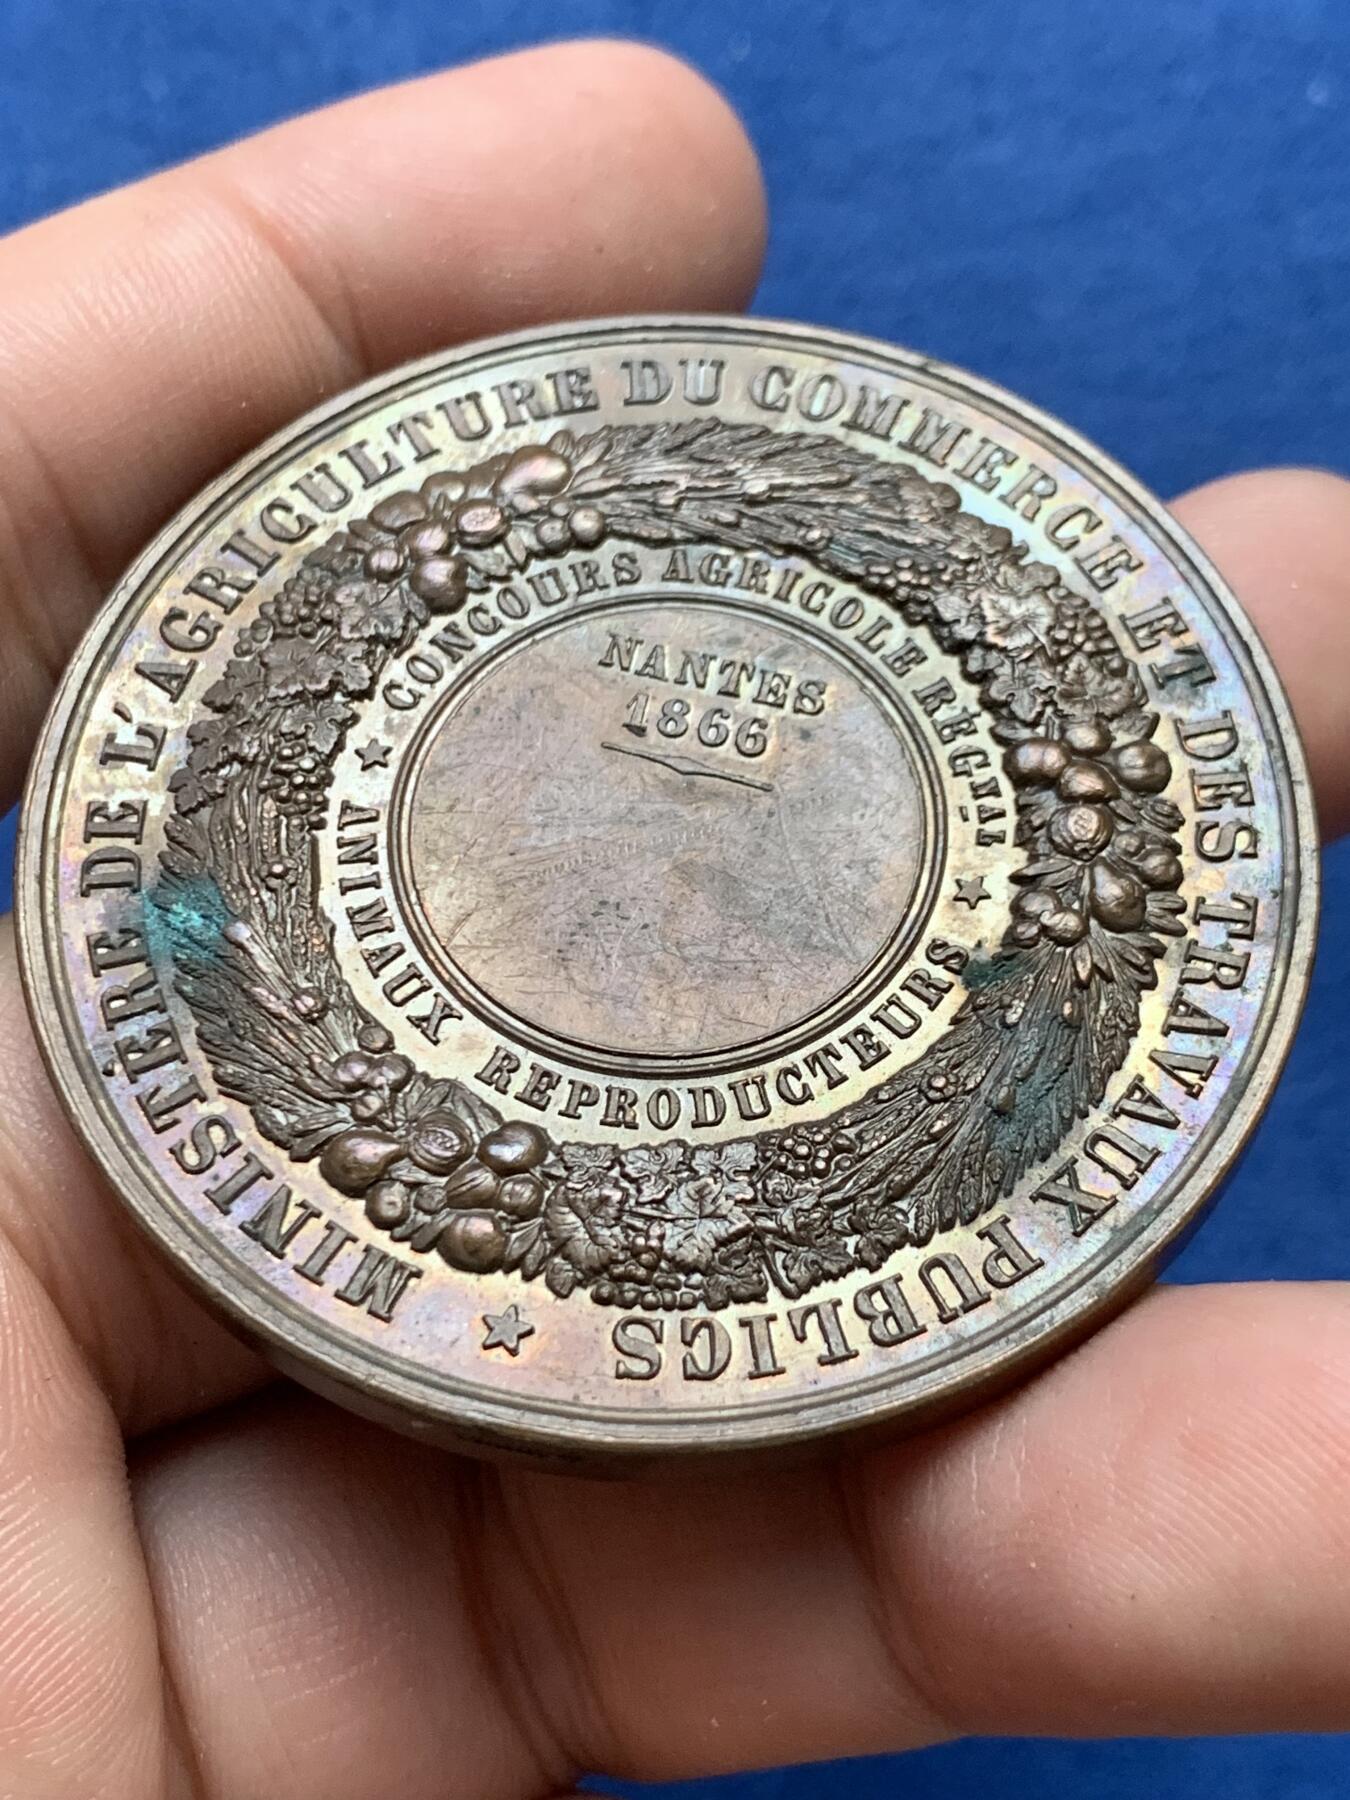 MINISTÈRE DE L'AGRICULTURE DU COMMERCE ET DES TRAVAUX PUBLICS
CONCOURS AGRICOLE RÉGNAL
ANIMAUX REPRODUCTEURS
NANTES
1866